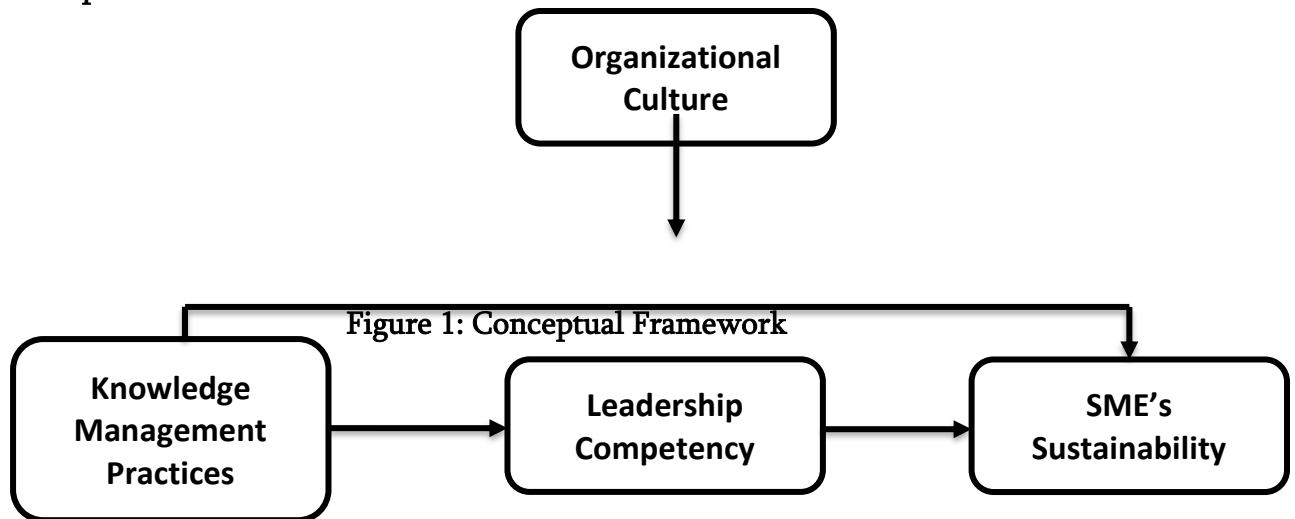 Organizational
Culture
Figure 1: Conceptual Framework
Knowledge
Management
Practices
Leadership
Competency
SME's
Sustainability